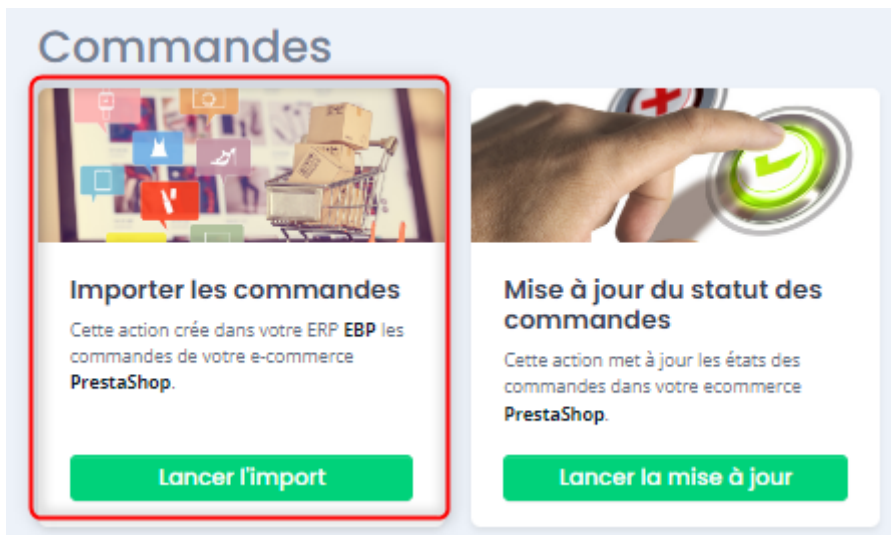 Commandes
Importer les commandes
Cette action crée dans votre ERP EBP les
commandes de votre e-commerce
PrestaShop.
Lancer l'import
Mise à jour du statut des
commandes
Cette action met à jour les états des
commandes dans votre ecommerce
PrestaShop.
Lancer la mise à jour